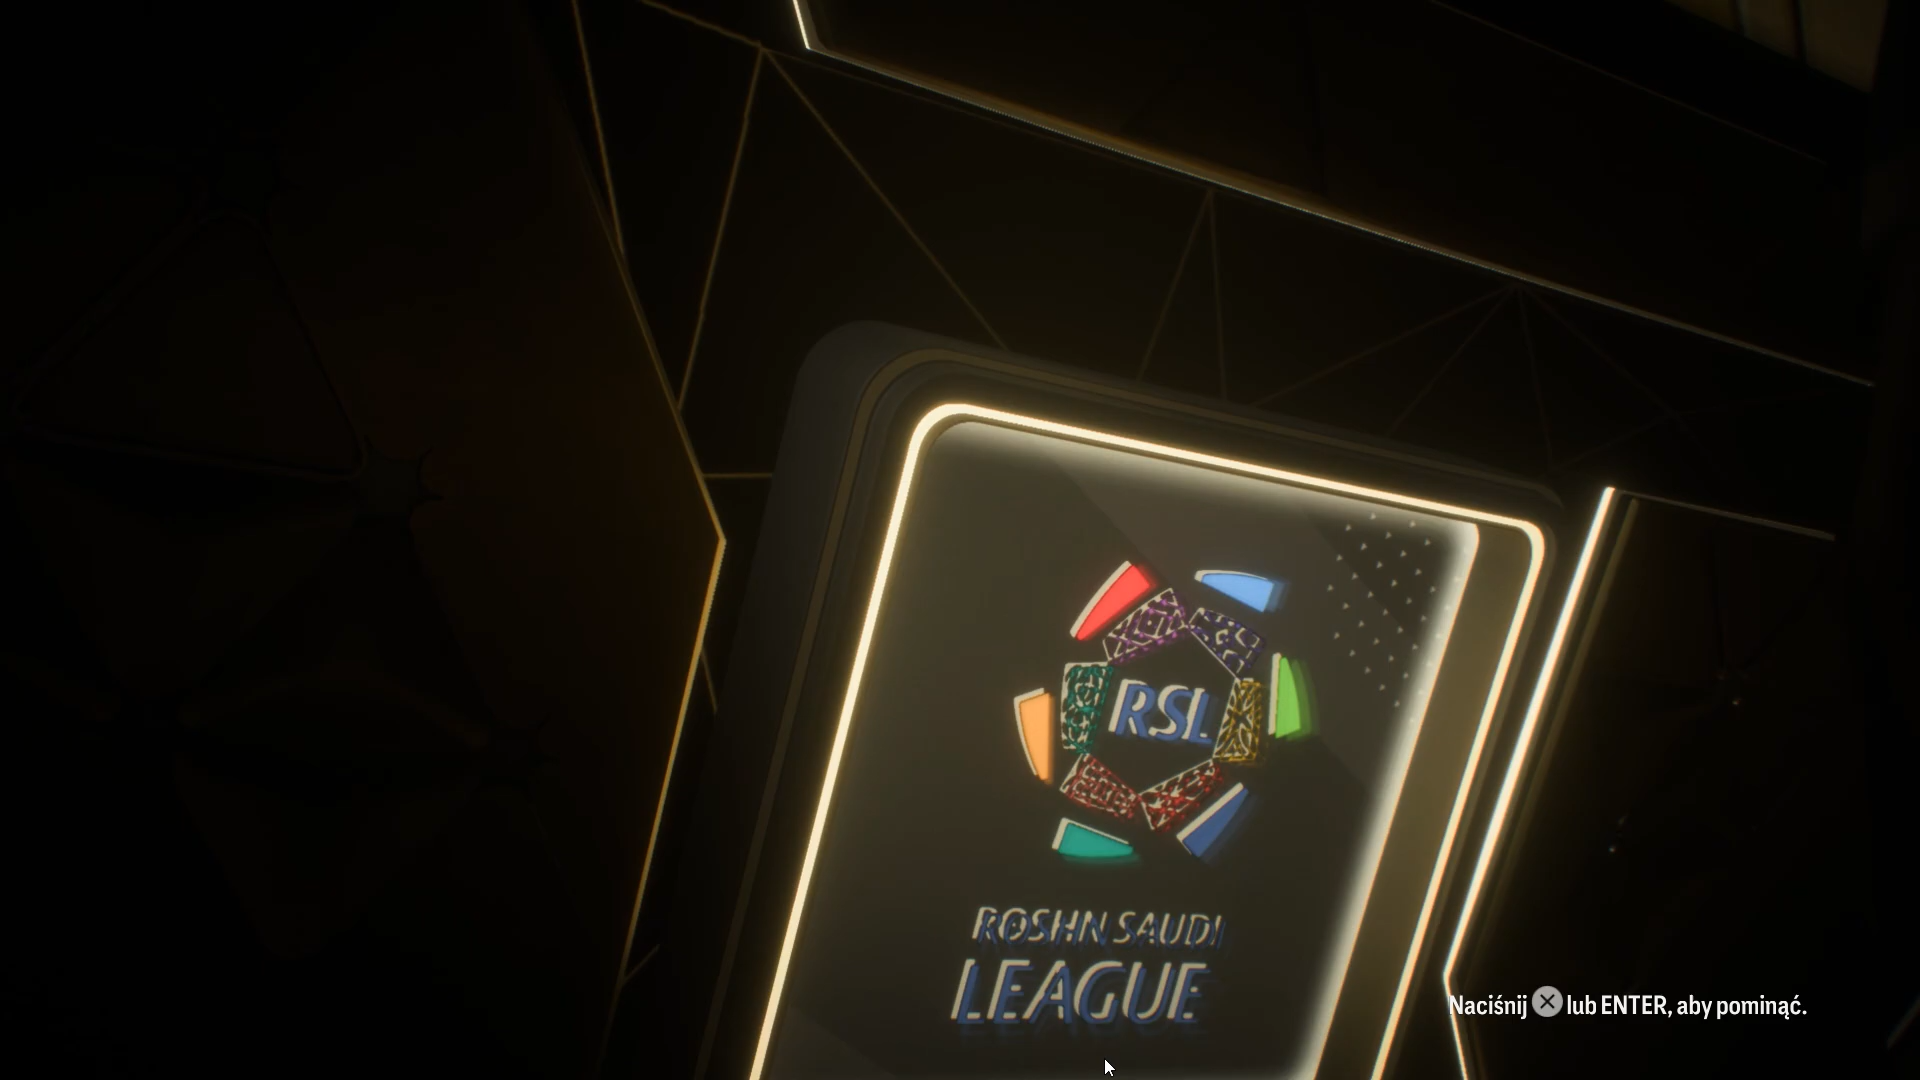 RSL
ROSHN SAUDI
LEAGUE
Naciśnij ⓧ lub ENTER, aby pominąć.